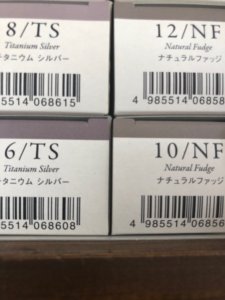 8/TS
Titanium Silver
チタニウム シルバー
5514 068615
12/NF
Natural Fudge
ナチュラルファッジ
4 985514 06858
6/TS
Titanium Silver
チタニウム シルバー
5514 068608
10/NF
Natural Fudge
ナチュラルファッジ
4 985514 06856